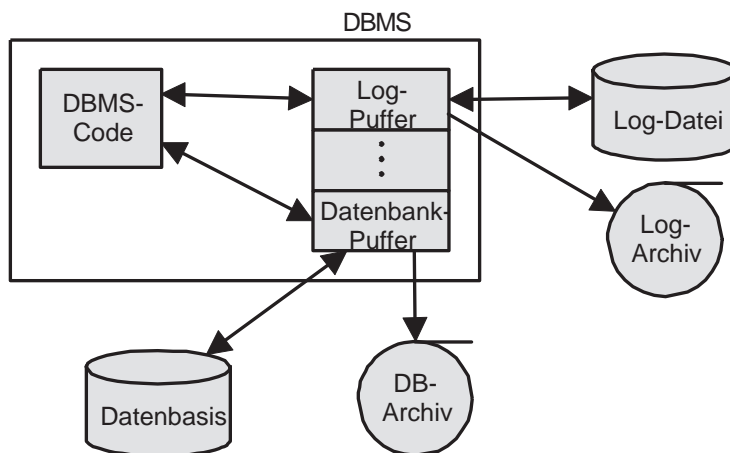 DBMS
DBMS-
Code
Log-
Puffer
Log-Datei
Datenbank-
Puffer
Log-
Archiv
Datenbasis
DB-
Archiv